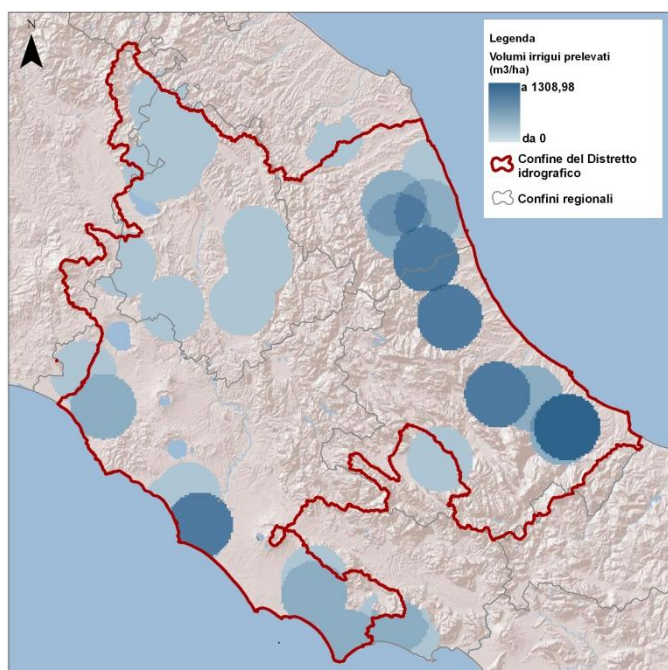 N
Legenda
Volumi irrigui prelevati
(m3/ha)
a 1308,98
da 0
Confine del Distretto
idrografico
Confini regionali